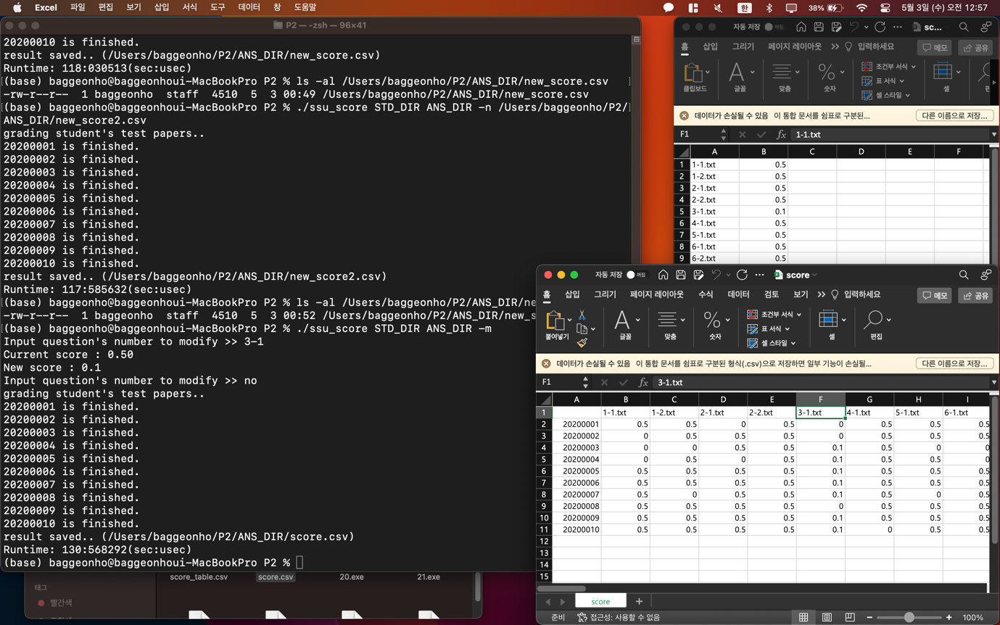 Excel 파일 편집 보기 삽입 서식 도구 데이터 창 도움말 한 38% 5월 3일 (수) 오전 12:57
P2 — -zsh — 96×41
20200010 is finished.
result saved.. (/Users/baggeonho/P2/ANS_DIR/new_score.csv)
Runtime: 118:030513(sec:usec)
(base) baggeonho@baggeonhoui-MacBookPro P2 % ls -al /Users/baggeonho/P2/ANS_DIR/new_score.csv
-rw-r--r-- 1 baggeonho staff 4510 5 3 00:49 /Users/baggeonho/P2/ANS_DIR/new_score.csv
(base) baggeonho@baggeonhoui-MacBookPro P2 % ./ssu_score STD_DIR ANS_DIR -n /Users/baggeonho/P2/
ANS_DIR/new_score2.csv
grading student's test papers..
20200001 is finished.
20200002 is finished.
20200003 is finished.
20200004 is finished.
20200005 is finished.
20200006 is finished.
20200007 is finished.
20200008 is finished.
20200009 is finished.
20200010 is finished.
result saved.. (/Users/baggeonho/P2/ANS_DIR/new_score2.csv)
Runtime: 117:585632(sec:usec)
(base) baggeonho@baggeonhoui-MacBookPro P2 % ls -al /Users/baggeonho/P2/ANS_DIR/new
-rw-r--r-- 1 baggeonho staff 4510 5 3 00:52 /Users/baggeonho/P2/ANS_DIR/new_s
(base) baggeonho@baggeonhoui-MacBookPro P2 % ./ssu_score STD_DIR ANS_DIR -m
Input question's number to modify >> 3-1
Current score : 0.50
New score : 0.1
Input question's number to modify >> no
grading student's test papers..
20200001 is finished.
20200002 is finished.
20200003 is finished.
20200004 is finished.
20200005 is finished.
20200006 is finished.
20200007 is finished.
20200008 is finished.
20200009 is finished.
20200010 is finished.
result saved.. (/Users/baggeonho/P2/ANS_DIR/score.csv)
Runtime: 130:568292(sec:usec)
(base) baggeonho@baggeonhoui-MacBookPro P2 %
score_table.csv score.csv 20.exe 21.exe
태그
빨간색
자동 저장 꺼짐 sc...
홈 삽입 그리기 페이지 레이아웃 입력하세요 메모 공유
클립보드 글꼴 맞춤 숫자 조건부 서식 표 서식 셀 스타일 셀
데이터가 손실될 수 있음 이 통합 문서를 쉼표로 구분된... 다른 이름으로 저장...
F1 fx 1-1.txt
A B C D E F
1 1-1.txt 0.5
2 1-2.txt 0.5
3 2-1.txt 0.5
4 2-2.txt 0.5
5 3-1.txt 0.1
6 4-1.txt 0.5
7 5-1.txt 0.5
8 6-1.txt 0.5
9 6-2.txt 0.5
자동 저장 꺼짐 score
홈 삽입 그리기 페이지 레이아웃 수식 데이터 검토 보기 입력하세요 메모 공유
붙여넣기 글꼴 맞춤 숫자 조건부 서식 표 서식 셀 스타일 셀 편집
데이터가 손실될 수 있음 이 통합 문서를 쉼표로 구분된 형식(.csv)으로 저장하면 일부 기능이 손실될... 다른 이름으로 저장...
F1 fx 3-1.txt
A B C D E F G H I
1 1-1.txt 1-2.txt 2-1.txt 2-2.txt 3-1.txt 4-1.txt 5-1.txt 6-1.txt
2 20200001 0.5 0.5 0 0.5 0 0.5 0.5 0.5
3 20200002 0 0.5 0.5 0.5 0 0.5 0.5 0.5
4 20200003 0 0 0.5 0.5 0.1 0.5 0 0
5 20200004 0 0.5 0 0.5 0.1 0.5 0.5 0
6 20200005 0.5 0.5 0.5 0.5 0.1 0.5 0.5 0.5
7 20200006 0.5 0.5 0.5 0.5 0.1 0.5 0.5 0.5
8 20200007 0.5 0 0.5 0.5 0.1 0.5 0 0.5
9 20200008 0.5 0.5 0.5 0.5 0 0.5 0.5 0.5
10 20200009 0.5 0.5 0.5 0.5 0.1 0.5 0.5 0.5
11 20200010 0.5 0.5 0.5 0.5 0.1 0 0.5 0.5
12
13
14
15
score
준비 접근성: 사용할 수 없음 100%